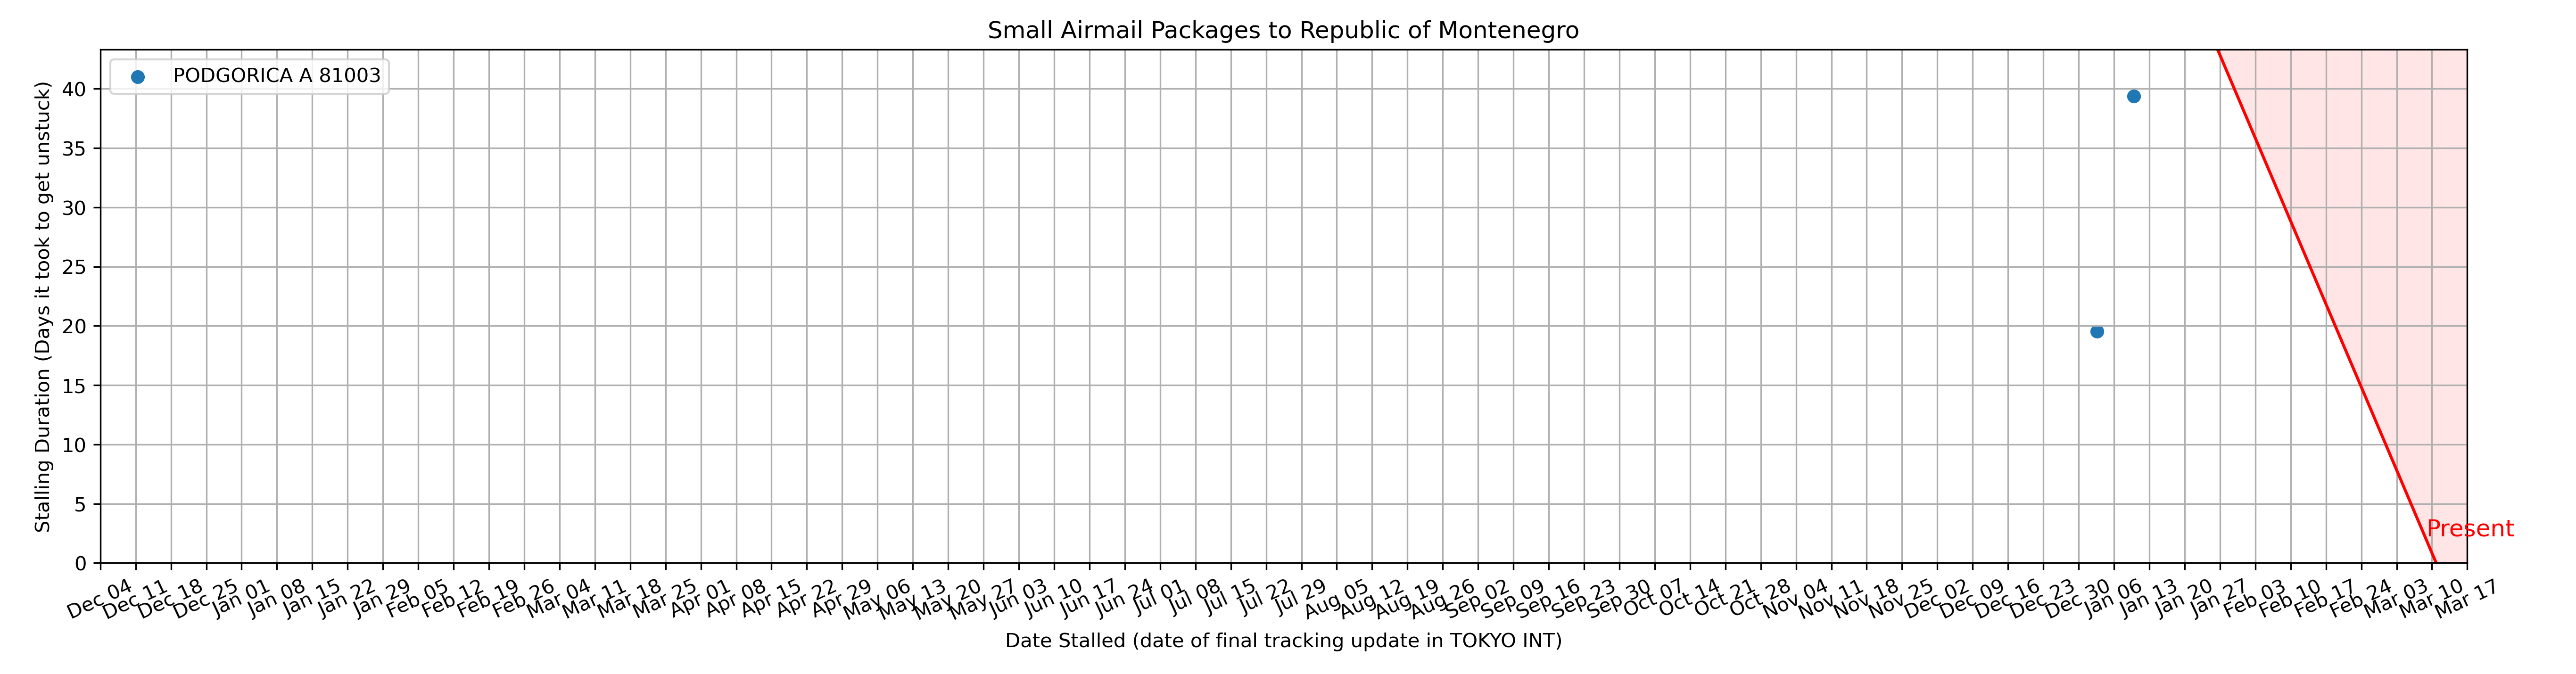 Small Airmail Packages to Republic of Montenegro
PODGORICA A 81003
Stalling Duration (Days it took to get unstuck)
40
35
30
25
20
15
10
5
0
Present
Dec 04
Dec 11
Dec 18
Dec 25
Jan 01
Jan 08
Jan 15
Jan 22
Jan 29
Feb 05
Feb 12
Feb 19
Feb 26
Mar 04
Mar 11
Mar 18
Mar 25
Apr 01
Apr 08
Apr 15
Apr 22
Apr 29
May 06
May 13
May 20
May 27
Jun 03
Jun 10
Jun 17
Jun 24
Jul 01
Jul 08
Jul 15
Jul 22
Jul 29
Aug 05
Aug 12
Aug 19
Aug 26
Sep 02
Sep 09
Sep 16
Sep 23
Sep 30
Oct 07
Oct 14
Oct 21
Oct 28
Nov 04
Nov 11
Nov 18
Nov 25
Dec 02
Dec 09
Dec 16
Dec 23
Dec 30
Jan 06
Jan 13
Jan 20
Jan 27
Feb 03
Feb 10
Feb 17
Feb 24
Mar 03
Mar 10
Mar 17
Date Stalled (date of final tracking update in TOKYO INT)